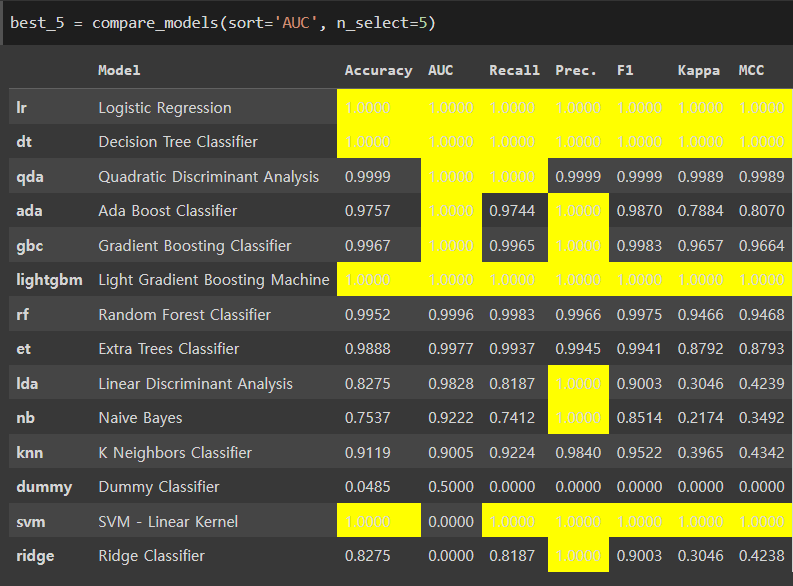 best_5 = compare_models(sort='AUC', n_select=5)
Model Accuracy AUC Recall Prec. F1 Kappa MCC
lr Logistic Regression 1.0000 1.0000 1.0000 1.0000 1.0000 1.0000 1.0000
dt Decision Tree Classifier 1.0000 1.0000 1.0000 1.0000 1.0000 1.0000 1.0000
qda Quadratic Discriminant Analysis 0.9999 1.0000 1.0000 0.9999 0.9999 0.9989 0.9989
ada Ada Boost Classifier 0.9757 1.0000 0.9744 1.0000 0.9870 0.7884 0.8070
gbc Gradient Boosting Classifier 0.9967 1.0000 0.9965 1.0000 0.9983 0.9657 0.9664
lightgbm Light Gradient Boosting Machine 1.0000 1.0000 1.0000 1.0000 1.0000 1.0000 1.0000
rf Random Forest Classifier 0.9952 0.9996 0.9983 0.9966 0.9975 0.9466 0.9468
et Extra Trees Classifier 0.9888 0.9977 0.9937 0.9945 0.9941 0.8792 0.8793
lda Linear Discriminant Analysis 0.8275 0.9828 0.8187 1.0000 0.9003 0.3046 0.4239
nb Naive Bayes 0.7537 0.9222 0.7412 1.0000 0.8514 0.2174 0.3492
knn K Neighbors Classifier 0.9119 0.9005 0.9224 0.9840 0.9522 0.3965 0.4342
dummy Dummy Classifier 0.0485 0.5000 0.0000 0.0000 0.0000 0.0000 0.0000
svm SVM - Linear Kernel 1.0000 0.0000 1.0000 1.0000 1.0000 1.0000 1.0000
ridge Ridge Classifier 0.8275 0.0000 0.8187 1.0000 0.9003 0.3046 0.4238